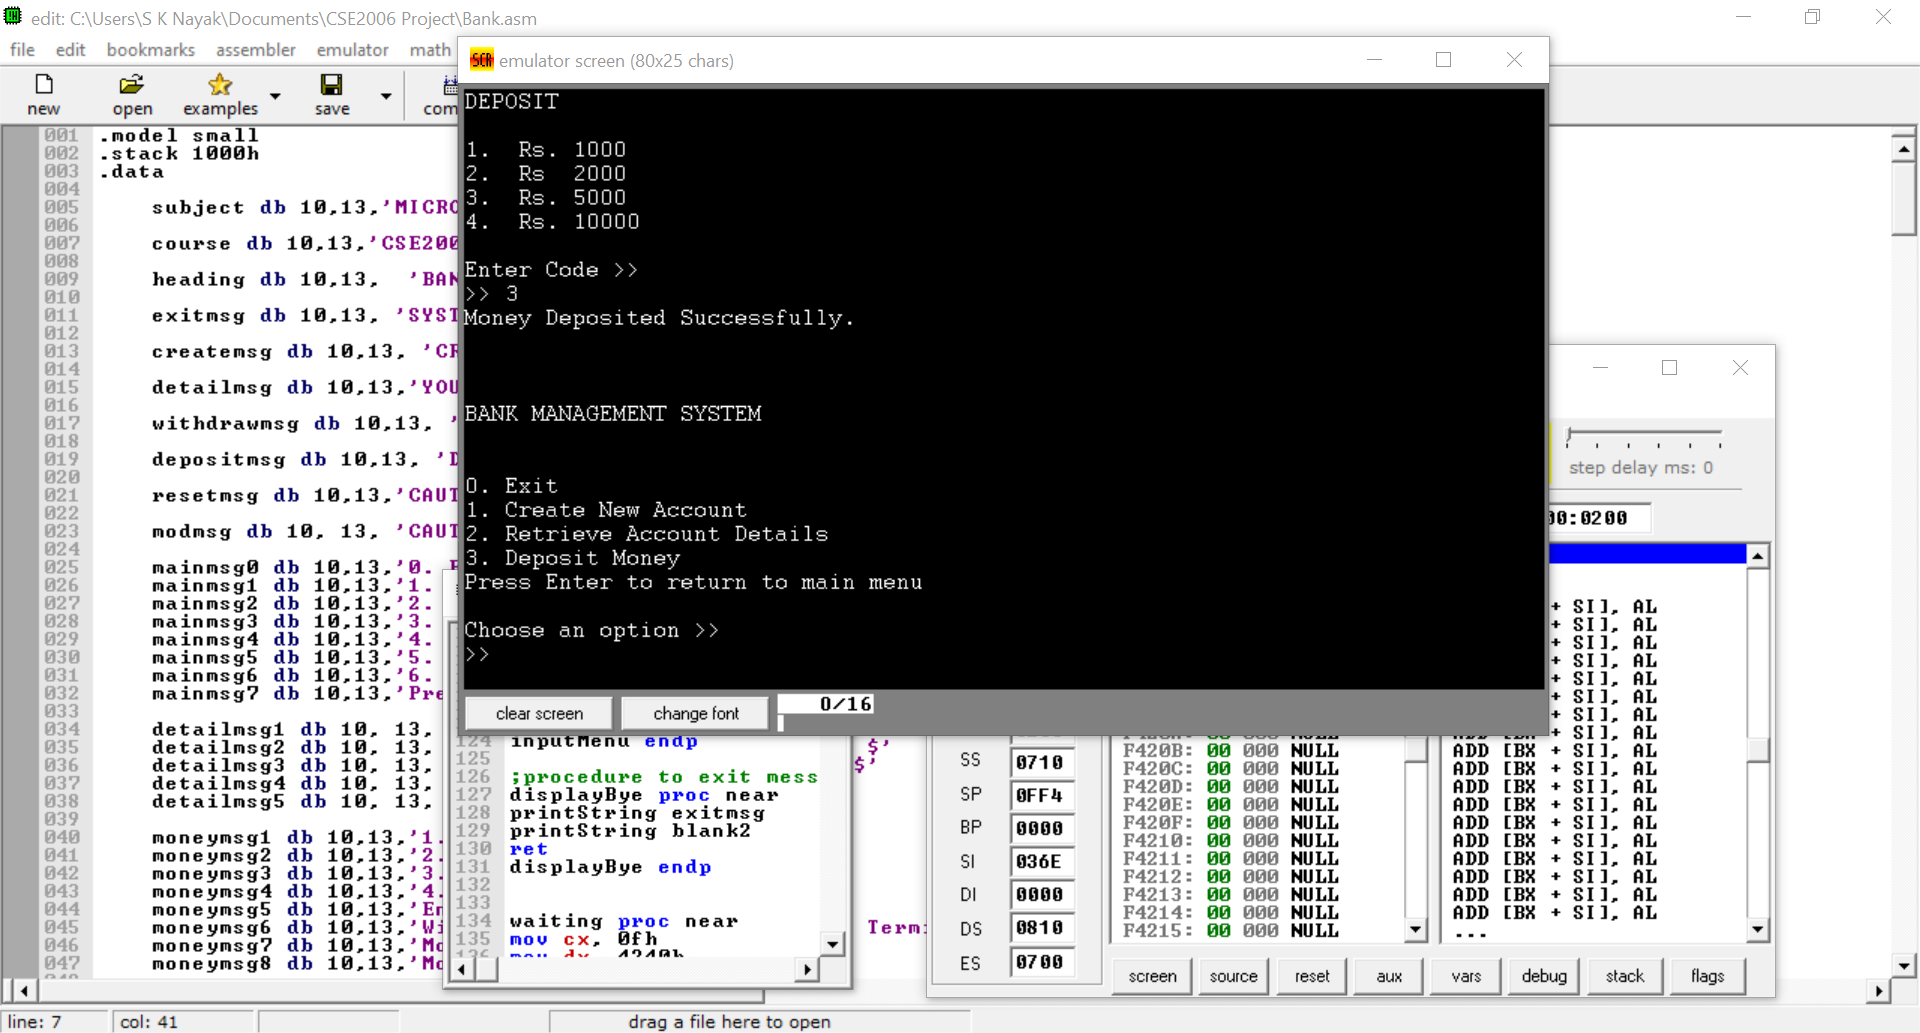 edit: C:\Users\S K Nayak\Documents\CSE2006 Project\Bank.asm
file edit bookmarks assembler emulator math
new open examples save com
001 .model small
002 .stack 1000h
003 .data
004
005 subject db 10,13,'MICRO
006
007 course db 10,13,'CSE200
008
009 heading db 10,13, 'BAN
010
011 exitmsg db 10,13, 'SYST
012
013 createmsg db 10,13, 'CR
014
015 detailmsg db 10,13,'YOU
016
017 withdrawmsg db 10,13, '
018
019 depositmsg db 10,13, 'D
020
021 resetmsg db 10,13,'CAUT
022
023 modmsg db 10, 13, 'CAUT
024
025 mainmsg0 db 10,13,'0. E
026 mainmsg1 db 10,13,'1.
027 mainmsg2 db 10,13,'2.
028 mainmsg3 db 10,13,'3.
029 mainmsg4 db 10,13,'4.
030 mainmsg5 db 10,13,'5.
031 mainmsg6 db 10,13,'6.
032 mainmsg7 db 10,13,'Pre
033
034 detailmsg1 db 10, 13,
035 detailmsg2 db 10, 13,
036 detailmsg3 db 10, 13,
037 detailmsg4 db 10, 13,
038 detailmsg5 db 10, 13,
039
040 moneymsg1 db 10,13,'1.
041 moneymsg2 db 10,13,'2.
042 moneymsg3 db 10,13,'3.
043 moneymsg4 db 10,13,'4.
044 moneymsg5 db 10,13,'En
045 moneymsg6 db 10,13,'Wi
046 moneymsg7 db 10,13,'Mo
047 moneymsg8 db 10,13,'Mo
line: 7 col: 41 drag a file here to open
SCR emulator screen (80x25 chars)
DEPOSIT
1. Rs. 1000
2. Rs 2000
3. Rs. 5000
4. Rs. 10000
Enter Code >>
>> 3
Money Deposited Successfully.
BANK MANAGEMENT SYSTEM
0. Exit
1. Create New Account
2. Retrieve Account Details
3. Deposit Money
Press Enter to return to main menu
Choose an option >>
>>
clear screen change font 0/16
124 inputMenu endp
125
126 ;procedure to exit mess
127 displayBye proc near
128 printString exitmsg
129 printString blank2
130 ret
131 displayBye endp
132
133
134 waiting proc near
135 mov cx, 0fh
136 mov dx, 4240h
$'
$'
Termi
step delay ms: 0
00:0200
SS 0710
SP 0FF4
BP 0000
SI 036E
DI 0000
DS 0810
ES 0700
F420B: 00 000 NULL
F420C: 00 000 NULL
F420D: 00 000 NULL
F420E: 00 000 NULL
F420F: 00 000 NULL
F4210: 00 000 NULL
F4211: 00 000 NULL
F4212: 00 000 NULL
F4213: 00 000 NULL
F4214: 00 000 NULL
F4215: 00 000 NULL
+ SI], AL
+ SI], AL
+ SI], AL
+ SI], AL
+ SI], AL
+ SI], AL
+ SI], AL
+ SI], AL
ADD [BX + SI], AL
ADD [BX + SI], AL
ADD [BX + SI], AL
ADD [BX + SI], AL
ADD [BX + SI], AL
ADD [BX + SI], AL
ADD [BX + SI], AL
ADD [BX + SI], AL
ADD [BX + SI], AL
ADD [BX + SI], AL
...
screen source reset aux vars debug stack flags